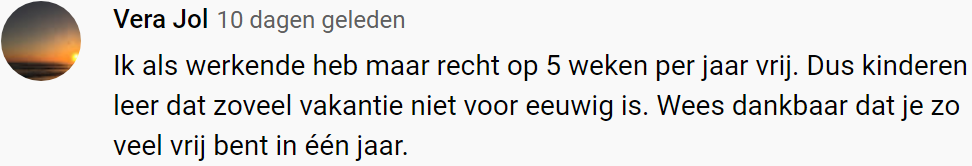 Vera Jol 10 dagen geleden
Ik als werkende heb maar recht op 5 weken per jaar vrij. Dus kinderen
leer dat zoveel vakantie niet voor eeuwig is. Wees dankbaar dat je zo
veel vrij bent in één jaar.